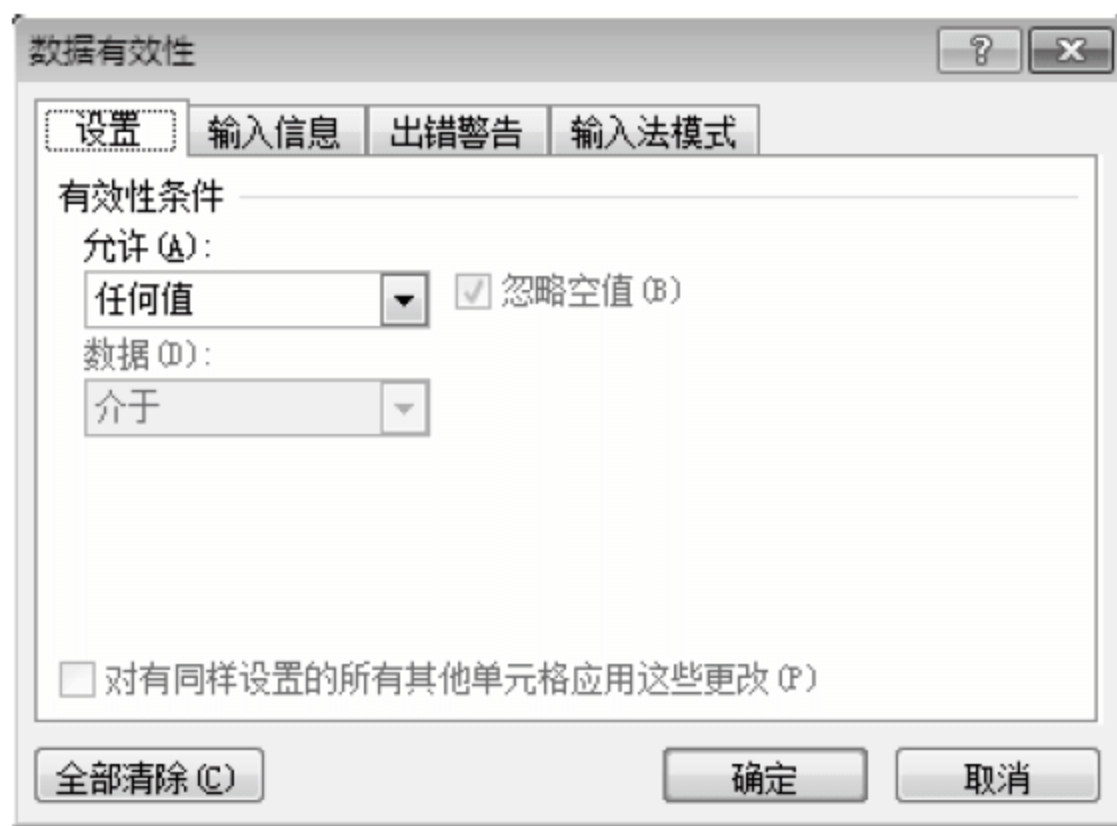 数据有效性
设置 输入信息 出错警告 输入法模式
有效性条件
允许(A):
任何值 忽略空值(B)
数据(D):
介于
对有同样设置的所有其他单元格应用这些更改(P)
全部清除(C) 确定 取消